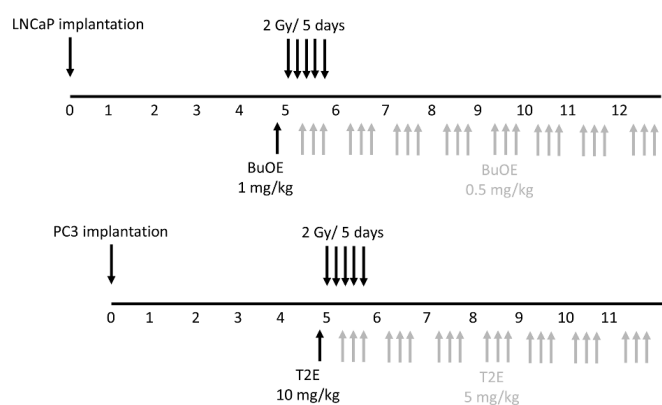 LNCaP implantation
2 Gy/ 5 days
0 1 2 3 4 5 6 7 8 9 10 11 12
BuOE
1 mg/kg
BuOE
0.5 mg/kg
PC3 implantation
2 Gy/ 5 days
0 1 2 3 4 5 6 7 8 9 10 11
T2E
10 mg/kg
T2E
5 mg/kg